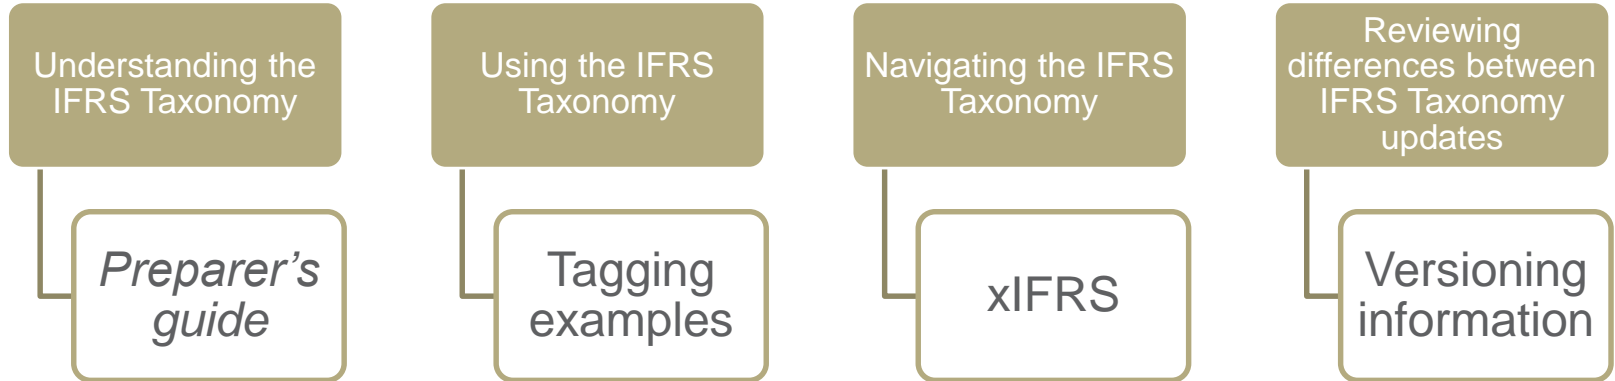 Understanding the
IFRS Taxonomy
Preparer's
guide
Using the IFRS
Taxonomy
Tagging
examples
Navigating the IFRS
Taxonomy
xIFRS
Reviewing
differences between
IFRS Taxonomy
updates
Versioning
information